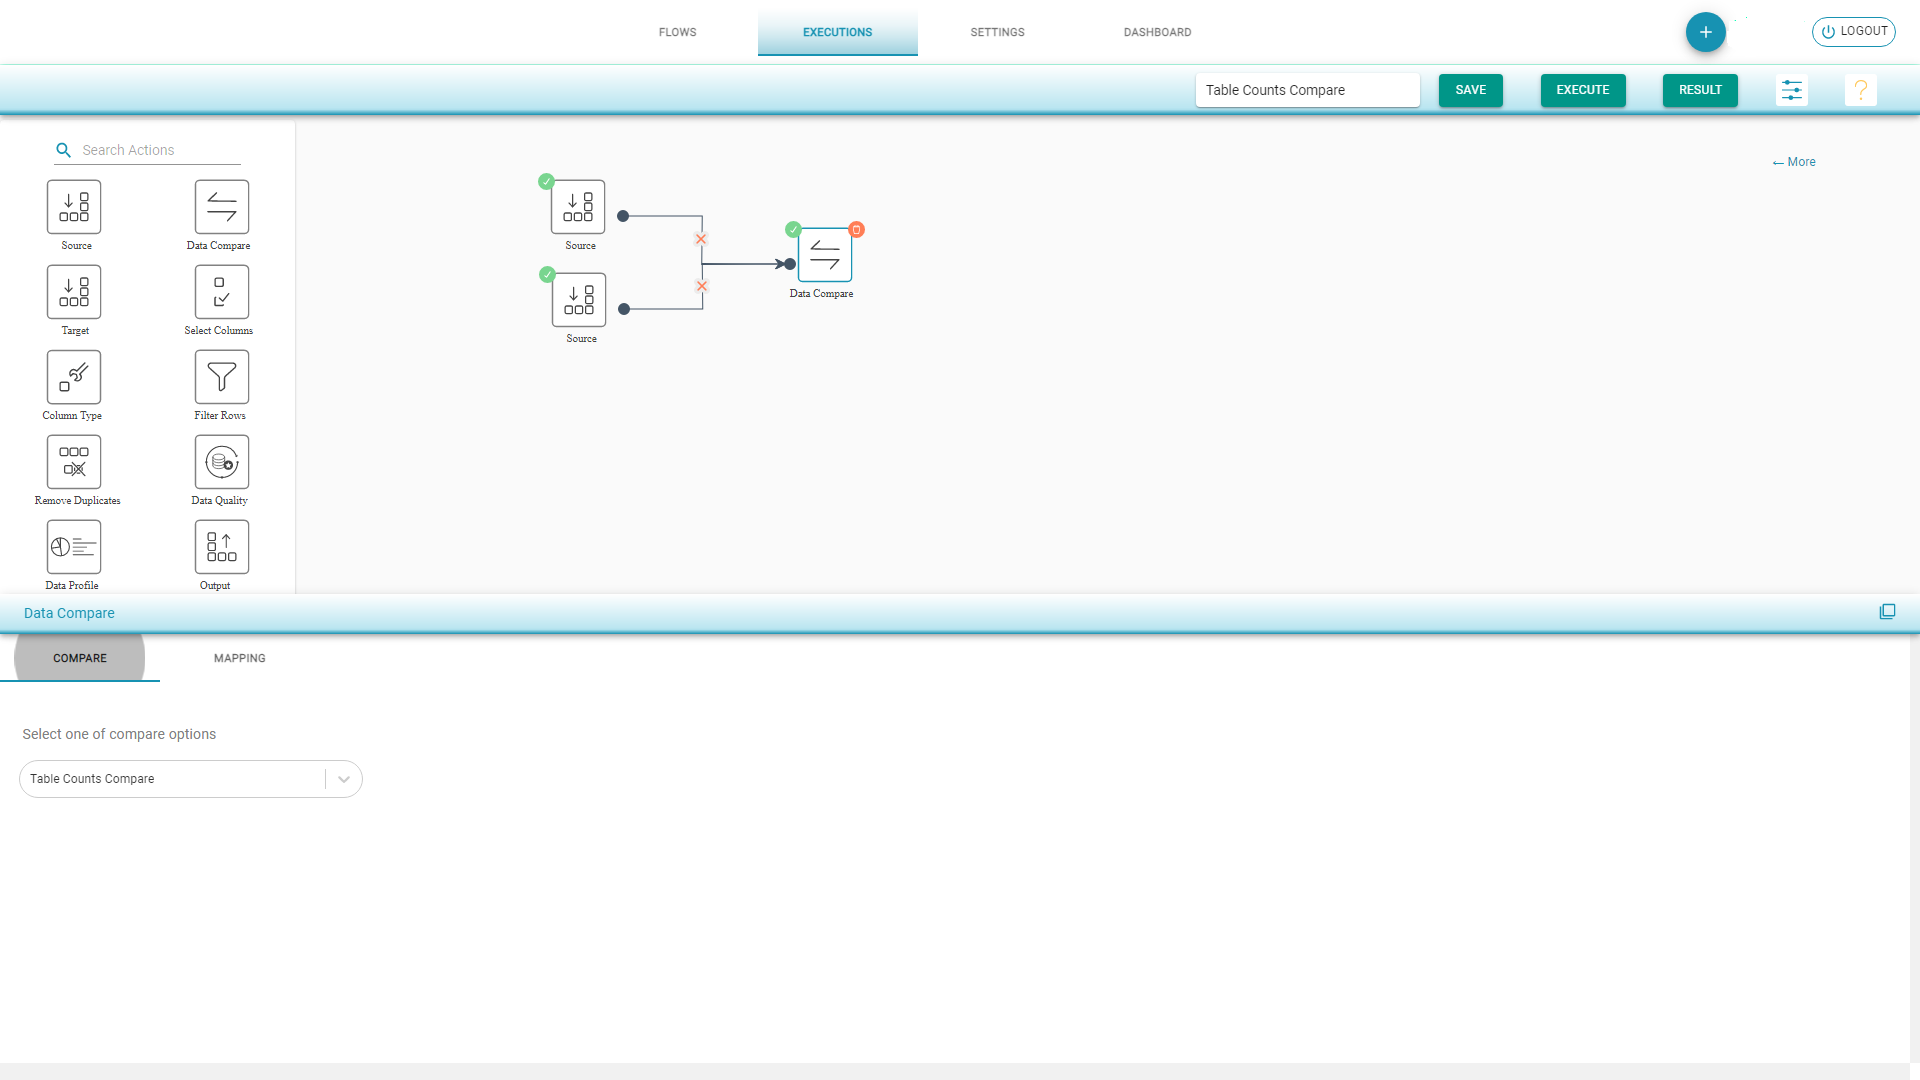 FLOWS
EXECUTIONS
SETTINGS
DASHBOARD
+
LOGOUT
Table Counts Compare
SAVE
EXECUTE
RESULT
?
Search Actions
← More
Source
Data Compare
Target
Select Columns
Column Type
Filter Rows
Remove Duplicates
Data Quality
Data Profile
Output
Source
Source
Data Compare
Data Compare
COMPARE
MAPPING
Select one of compare options
Table Counts Compare